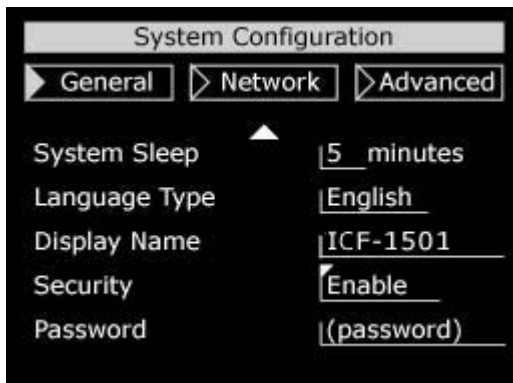 System Configuration
General Network Advanced
System Sleep 5 minutes
Language Type English
Display Name ICF-1501
Security Enable
Password (password)